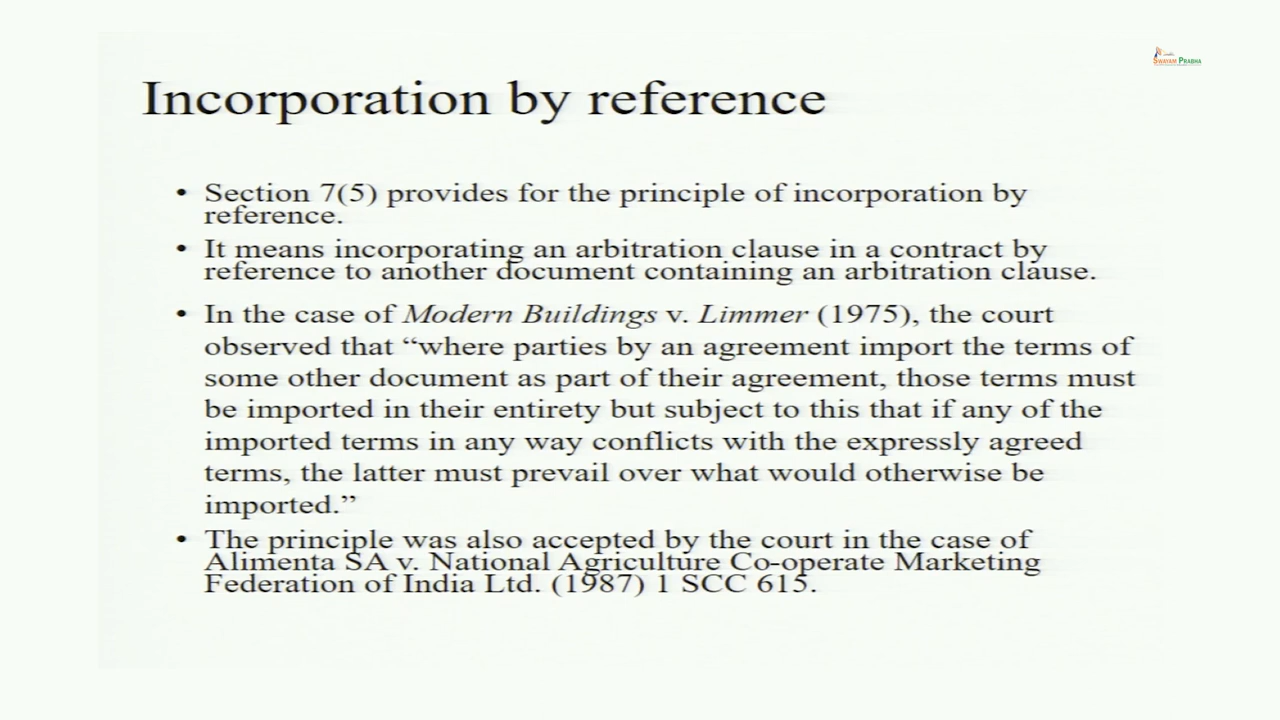 SWAYAM PRABHA
Incorporation by reference
• Section 7(5) provides for the principle of incorporation by
reference.
• It means incorporating an arbitration clause in a contract by
reference to another document containing an arbitration clause.
• In the case of Modern Buildings v. Limmer (1975), the court
observed that “where parties by an agreement import the terms of
some other document as part of their agreement, those terms must
be imported in their entirety but subject to this that if any of the
imported terms in any way conflicts with the expressly agreed
terms, the latter must prevail over what would otherwise be
imported.”
• The principle was also accepted by the court in the case of
Alimenta SA v. National Agriculture Co-operate Marketing
Federation of India Ltd. (1987) 1 SCC 615.